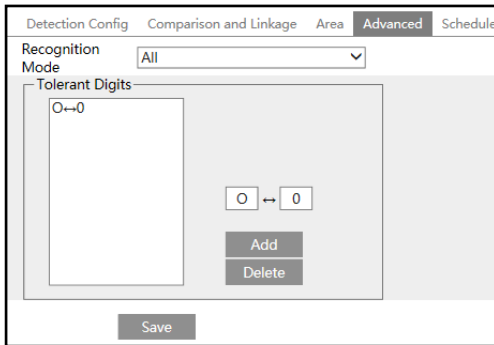 Detection Config Comparison and Linkage Area Advanced Schedule
Recognition
Mode
All
Tolerant Digits
O↔0
O ↔ 0
Add
Delete
Save